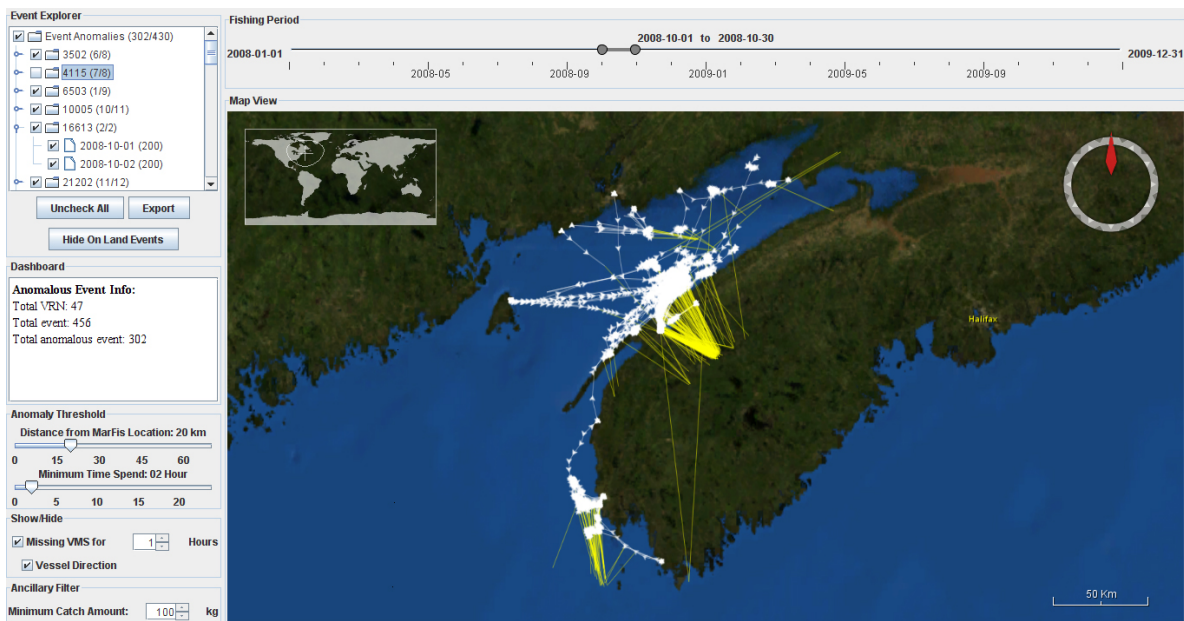 Event Explorer
Event Anomalies (302/430)
3502 (6/8)
4115 (7/8)
6503 (1/9)
10005 (10/11)
16613 (2/2)
2008-10-01 (200)
2008-10-02 (200)
21202 (11/12)
Uncheck All Export
Hide On Land Events
Dashboard
Anomalous Event Info:
Total VRN: 47
Total event: 456
Total anomalous event: 302
Anomaly Threshold
Distance from MarFis Location: 20 km
0 15 30 45 60
Minimum Time Spend: 02 Hour
0 5 10 15 20
Show/Hide
Missing VMS for 1 Hours
Vessel Direction
Ancillary Filter
Minimum Catch Amount: 100 kg
Fishing Period
2008-10-01 to 2008-10-30
2008-01-01 2009-12-31
2008-05 2008-09 2009-01 2009-05 2009-09
Map View
Halifax
50 Km